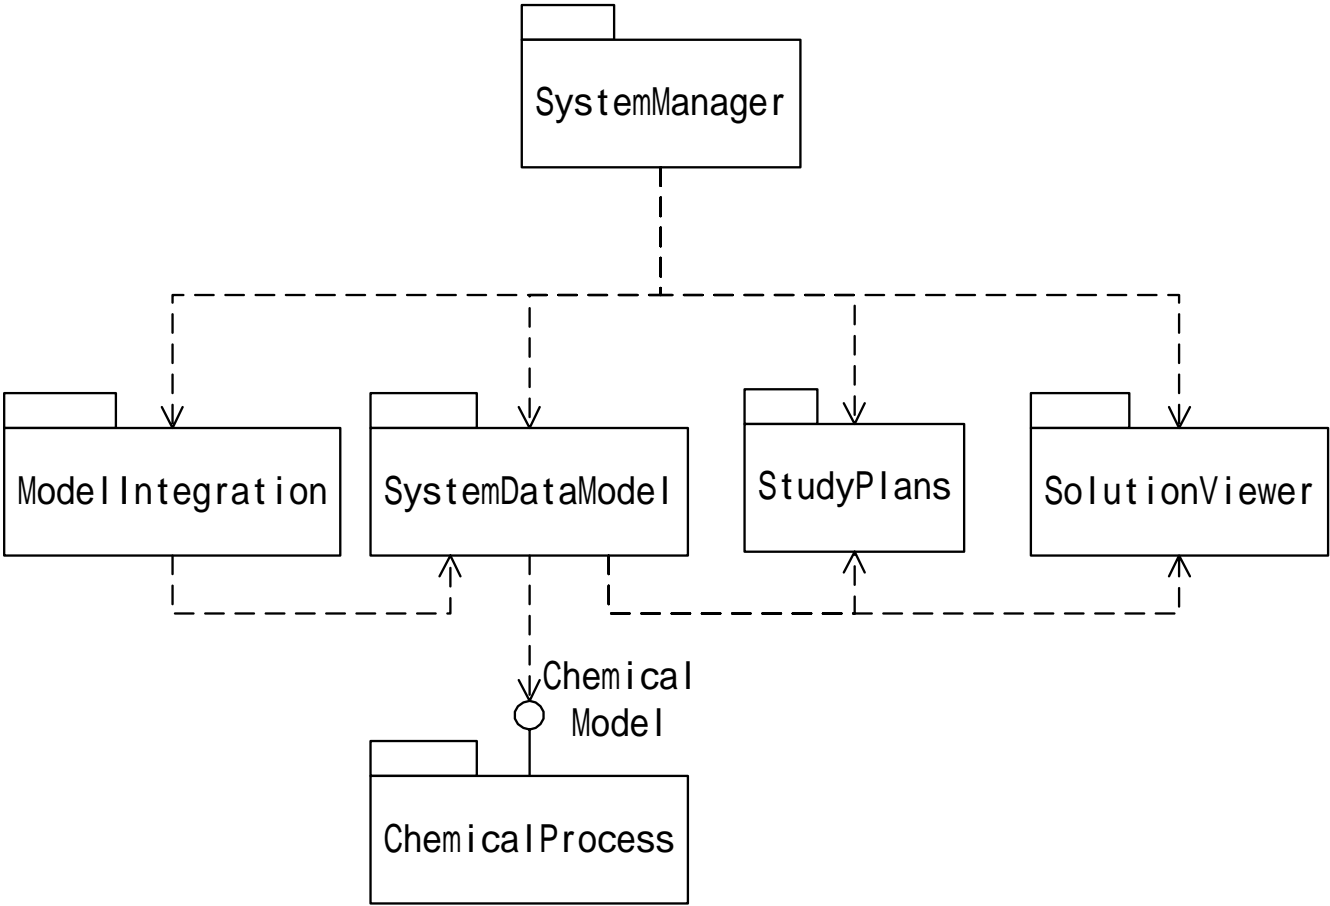 SystemManager
ModelIntegration
SystemDataModel
StudyPlans
SolutionViewer
Chemical
Model
ChemicalProcess